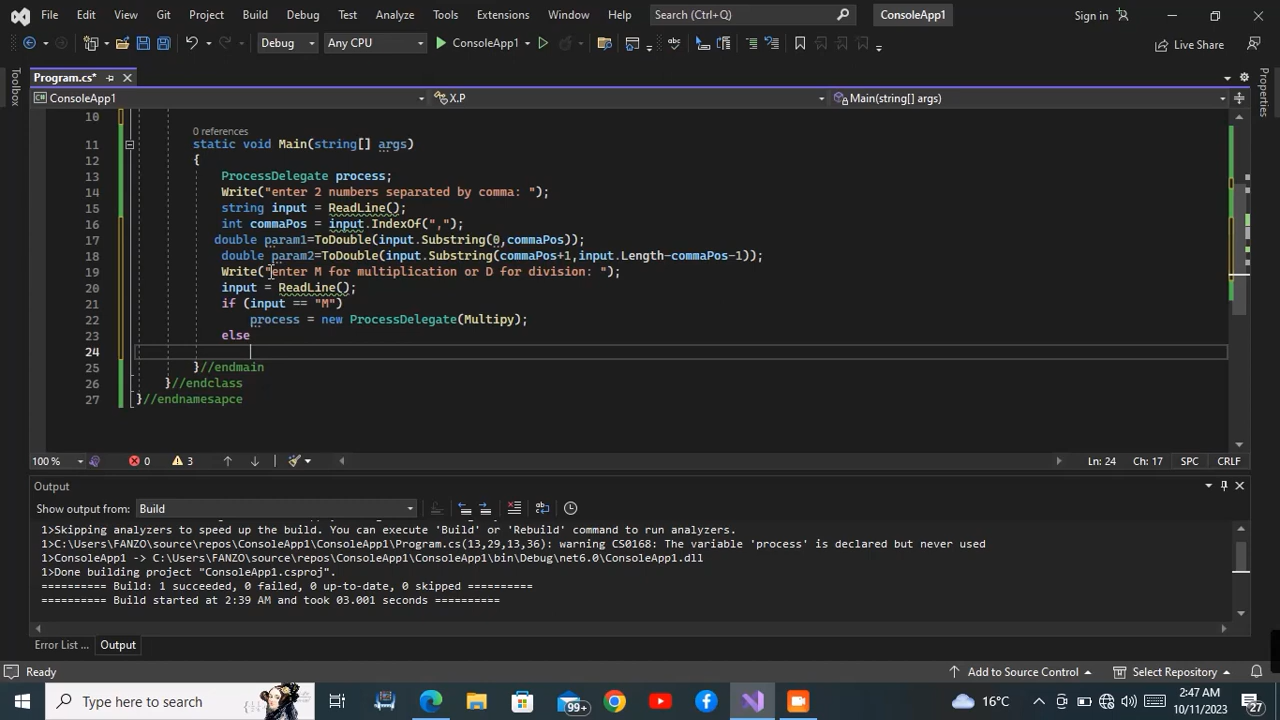 File Edit View Git Project Build Debug Test Analyze Tools Extensions Window Help Search (Ctrl+Q) ConsoleApp1 Sign in
Debug Any CPU ConsoleApp1 Live Share
Toolbox
Program.cs*
ConsoleApp1 X.P Main(string[] args)
Properties
10
0 references
11 static void Main(string[] args)
12 {
13 ProcessDelegate process;
14 Write("enter 2 numbers separated by comma: ");
15 string input = ReadLine();
16 int commaPos = input.IndexOf(",");
17 double param1=ToDouble(input.Substring(0,commaPos));
18 double param2=ToDouble(input.Substring(commaPos+1,input.Length-commaPos-1));
19 Write("enter M for multiplication or D for division: ");
20 input = ReadLine();
21 if (input == "M")
22 process = new ProcessDelegate(Multipy);
23 else
24
25 }//endmain
26 }//endclass
27 }//endnamesapce
100 % 0 3 Ln: 24 Ch: 17 SPC CRLF
Output
Show output from: Build
1>Skipping analyzers to speed up the build. You can execute 'Build' or 'Rebuild' command to run analyzers.
1>C:\Users\FANZO\source\repos\ConsoleApp1\ConsoleApp1\Program.cs(13,29,13,36): warning CS0168: The variable 'process' is declared but never used
1>ConsoleApp1 -> C:\Users\FANZO\source\repos\ConsoleApp1\ConsoleApp1\bin\Debug\net6.0\ConsoleApp1.dll
1>Done building project "ConsoleApp1.csproj".
========== Build: 1 succeeded, 0 failed, 0 up-to-date, 0 skipped ==========
========== Build started at 2:39 AM and took 03.001 seconds ==========
Error List ... Output
Ready Add to Source Control Select Repository
Type here to search 99+ 16°C 2:47 AM
10/11/2023 27